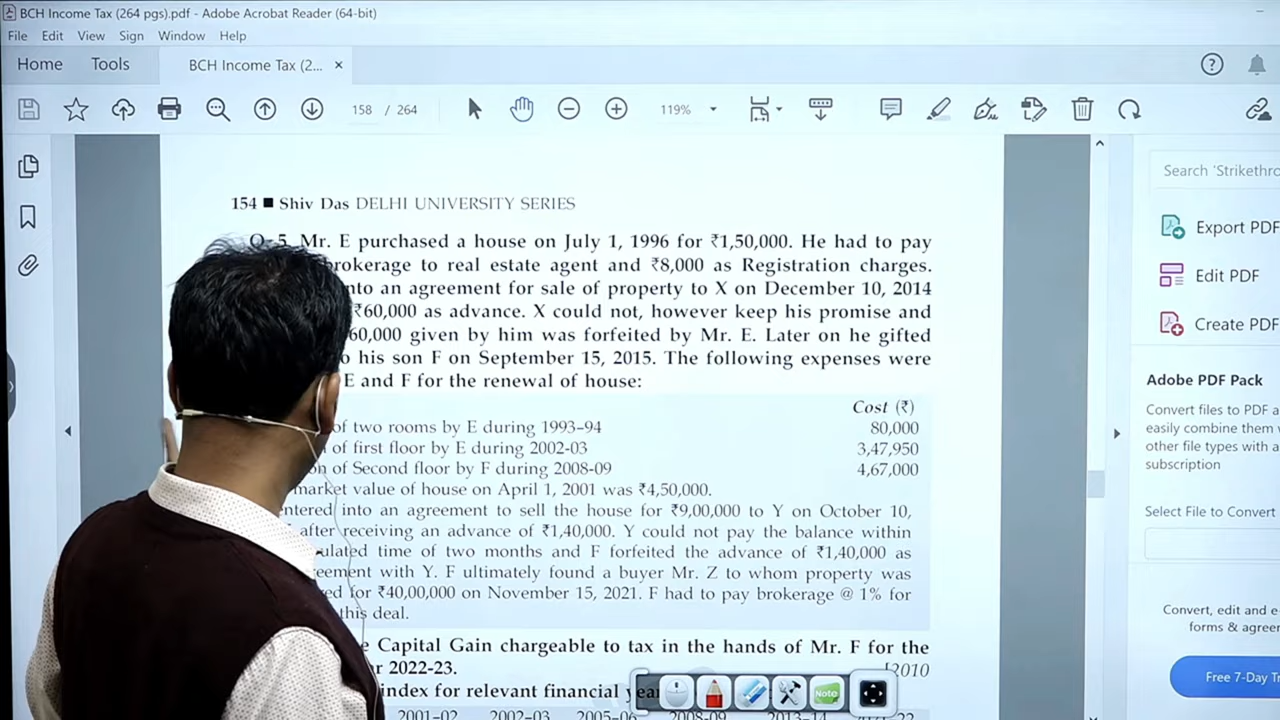 BCH Income Tax (264 pgs).pdf - Adobe Acrobat Reader (64-bit)
File Edit View Sign Window Help
Home Tools BCH Income Tax (2... ×
158 / 264 119%
154 ■ Shiv Das DELHI UNIVERSITY SERIES
Q. 5. Mr. E purchased a house on July 1, 1996 for ₹1,50,000. He had to pay
brokerage to real estate agent and ₹8,000 as Registration charges.
into an agreement for sale of property to X on December 10, 2014
₹60,000 as advance. X could not, however keep his promise and
60,000 given by him was forfeited by Mr. E. Later on he gifted
his son F on September 15, 2015. The following expenses were
E and F for the renewal of house:
Cost (₹)
of two rooms by E during 1993–94 80,000
of first floor by E during 2002-03 3,47,950
of Second floor by F during 2008-09 4,67,000
market value of house on April 1, 2001 was ₹4,50,000.
entered into an agreement to sell the house for ₹9,00,000 to Y on October 10,
after receiving an advance of ₹1,40,000. Y could not pay the balance within
time of two months and F forfeited the advance of ₹1,40,000 as
with Y. F ultimately found a buyer Mr. Z to whom property was
for ₹40,00,000 on November 15, 2021. F had to pay brokerage @ 1% for
this deal.
Capital Gain chargeable to tax in the hands of Mr. F for the
2022-23. [2010
index for relevant financial
2001–02 2002–03 2005–06 2008-09 2013–14
Note
Search 'Strikethro
Export PDF
Edit PDF
Create PDF
Adobe PDF Pack
Convert files to PDF a
easily combine them
other file types with a
subscription
Select File to Convert
Convert, edit and e-
forms & agreer
Free 7-Day Tr